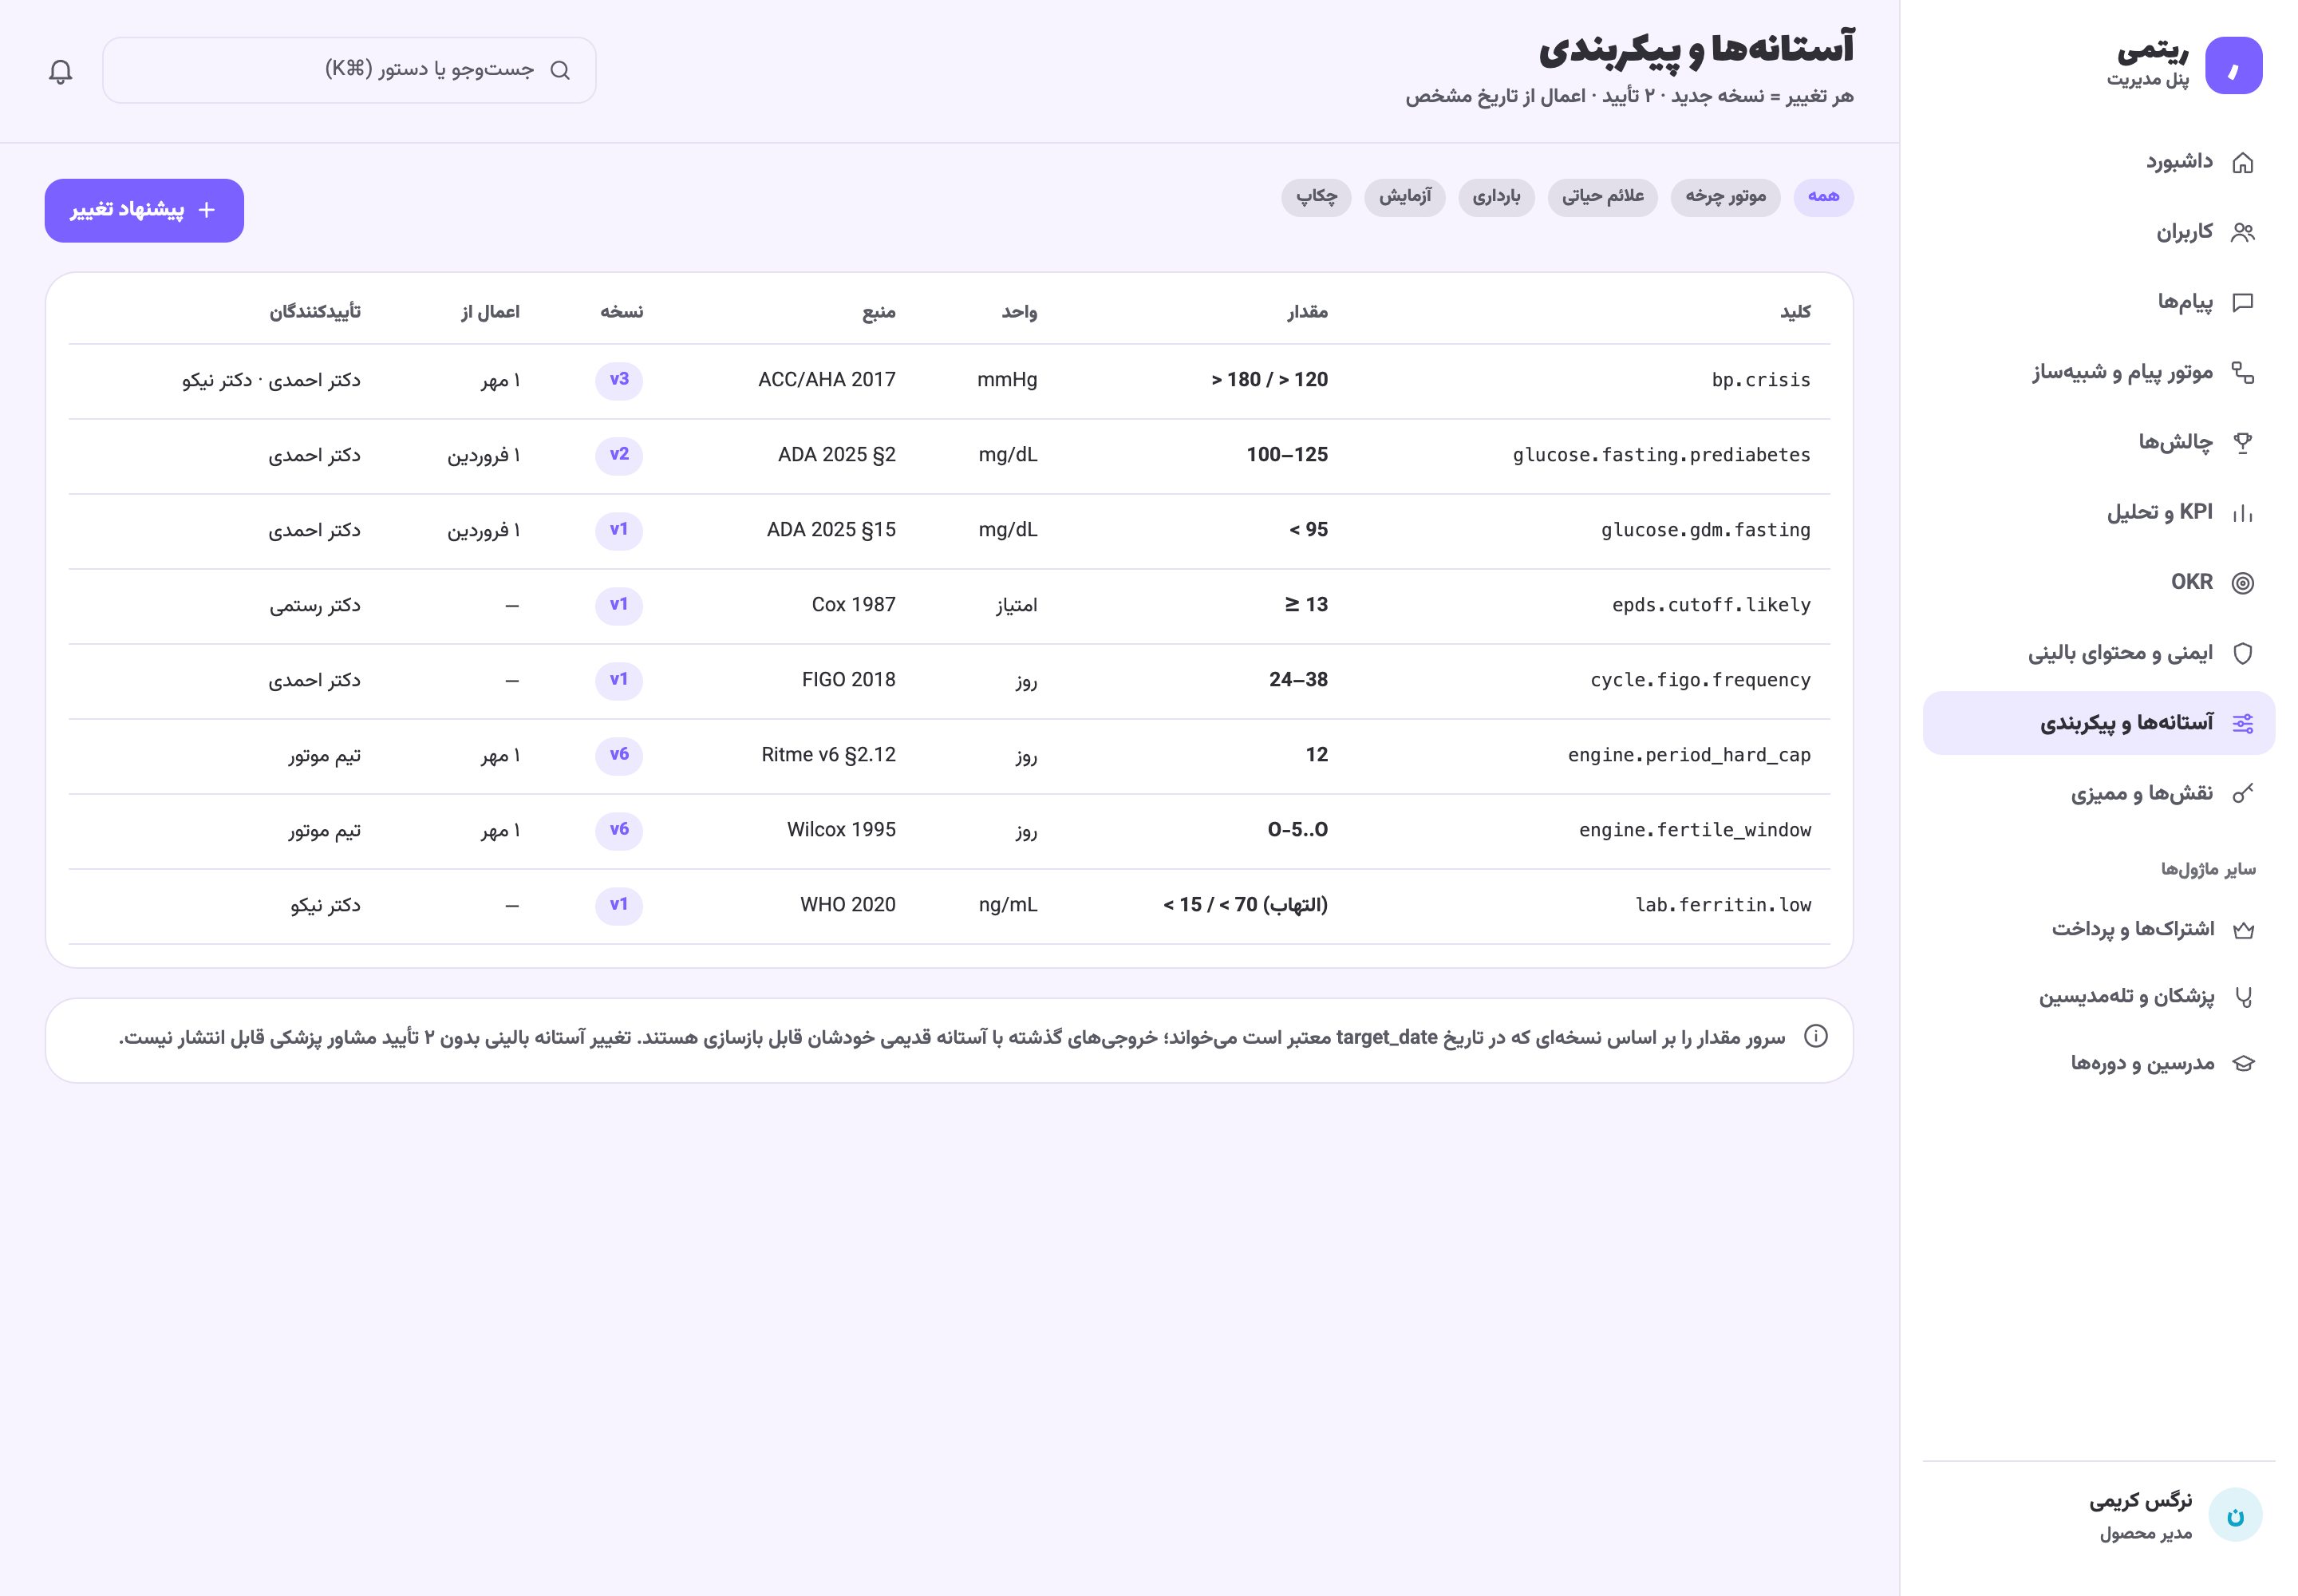 ریتمی
پنل مدیریت
داشبورد
کاربران
پیام‌ها
موتور پیام و شبیه‌ساز
چالش‌ها
KPI و تحلیل
OKR
ایمنی و محتوای بالینی
آستانه‌ها و پیکربندی
نقش‌ها و ممیزی
سایر ماژول‌ها
اشتراک‌ها و پرداخت
پزشکان و تله‌مدیسین
مدرسین و دوره‌ها
ن
نرگس کریمی
مدیر محصول
آستانه‌ها و پیکربندی
هر تغییر = نسخه جدید · ۲ تأیید · اعمال از تاریخ مشخص
جست‌وجو یا دستور (⌘K)
همه موتور چرخه علائم حیاتی بارداری آزمایش چکاپ
پیشنهاد تغییر
کلید مقدار واحد منبع نسخه اعمال از تأییدکنندگان
bp.crisis > 180 / > 120 mmHg ACC/AHA 2017 v3 ۱ مهر دکتر احمدی · دکتر نیکو
glucose.fasting.prediabetes 100–125 mg/dL ADA 2025 §2 v2 ۱ فروردین دکتر احمدی
glucose.gdm.fasting < 95 mg/dL ADA 2025 §15 v1 ۱ فروردین دکتر احمدی
epds.cutoff.likely ≥ 13 امتیاز Cox 1987 v1 — دکتر رستمی
cycle.figo.frequency 24–38 روز FIGO 2018 v1 — دکتر احمدی
engine.period_hard_cap 12 روز Ritme v6 §2.12 v6 ۱ مهر تیم موتور
engine.fertile_window O-5..O روز Wilcox 1995 v6 ۱ مهر تیم موتور
lab.ferritin.low < 15 / < 70 (التهاب) ng/mL WHO 2020 v1 — دکتر نیکو
سرور مقدار را بر اساس نسخه‌ای که در تاریخ target_date معتبر است می‌خواند؛ خروجی‌های گذشته با آستانه قدیمی خودشان قابل بازسازی هستند. تغییر آستانه بالینی بدون ۲ تأیید مشاور پزشکی قابل انتشار نیست.